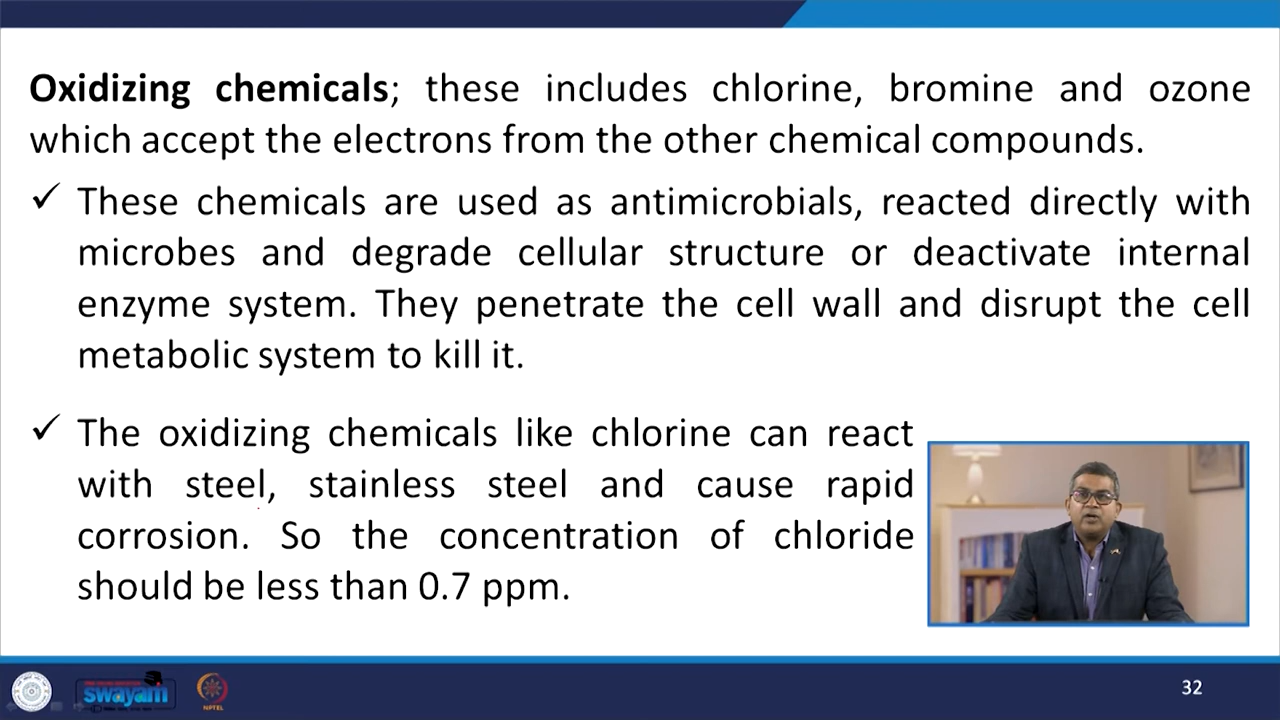 Oxidizing chemicals; these includes chlorine, bromine and ozone
which accept the electrons from the other chemical compounds.
✓ These chemicals are used as antimicrobials, reacted directly with
microbes and degrade cellular structure or deactivate internal
enzyme system. They penetrate the cell wall and disrupt the cell
metabolic system to kill it.
✓ The oxidizing chemicals like chlorine can react
with steel, stainless steel and cause rapid
corrosion. So the concentration of chloride
should be less than 0.7 ppm.
swayam
NPTEL
32